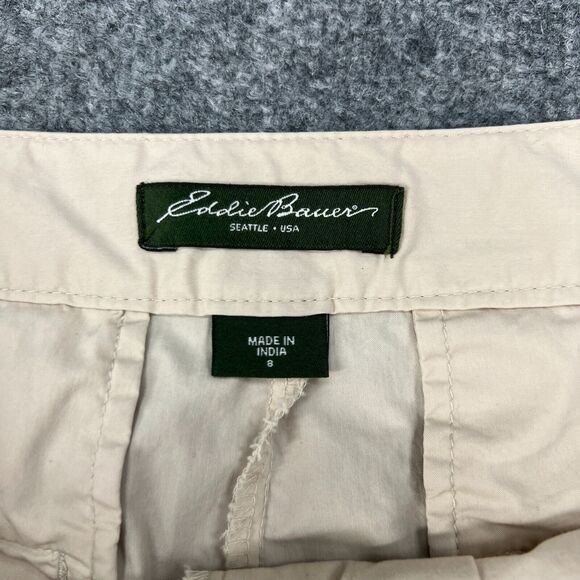 Eddie Bauer®
SEATTLE • USA
MADE IN
INDIA
8